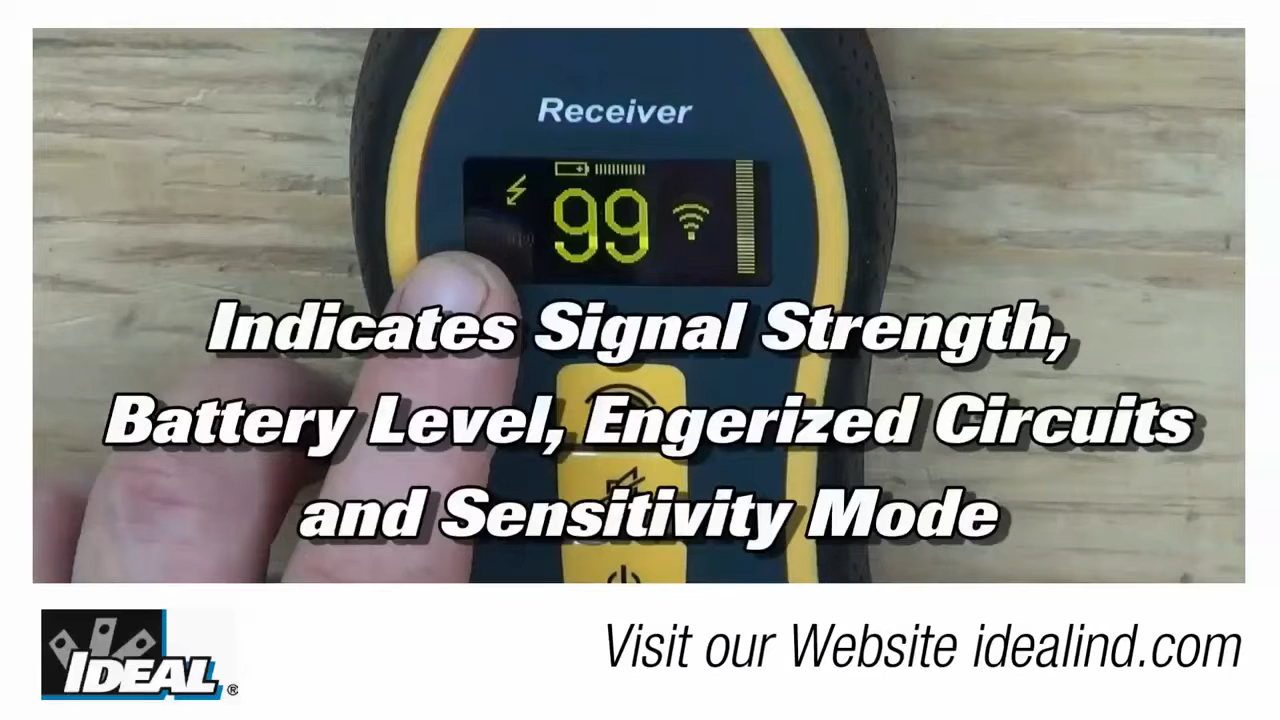 Receiver
99
Indicates Signal Strength,
Battery Level, Engerized Circuits
and Sensitivity Mode
IDEAL®
Visit our Website idealind.com